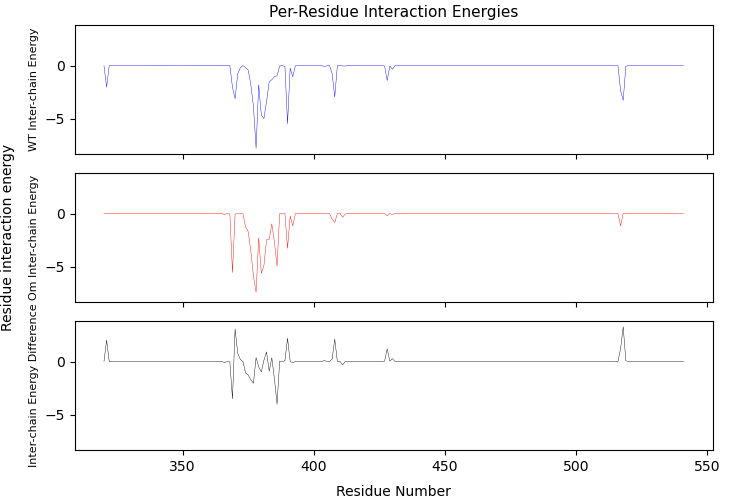 Per-Residue Interaction Energies
Residue interaction energy
WT Inter-chain Energy
0
−5
Om Inter-chain Energy
0
−5
Inter-chain Energy Difference
0
−5
350
400
450
500
550
Residue Number